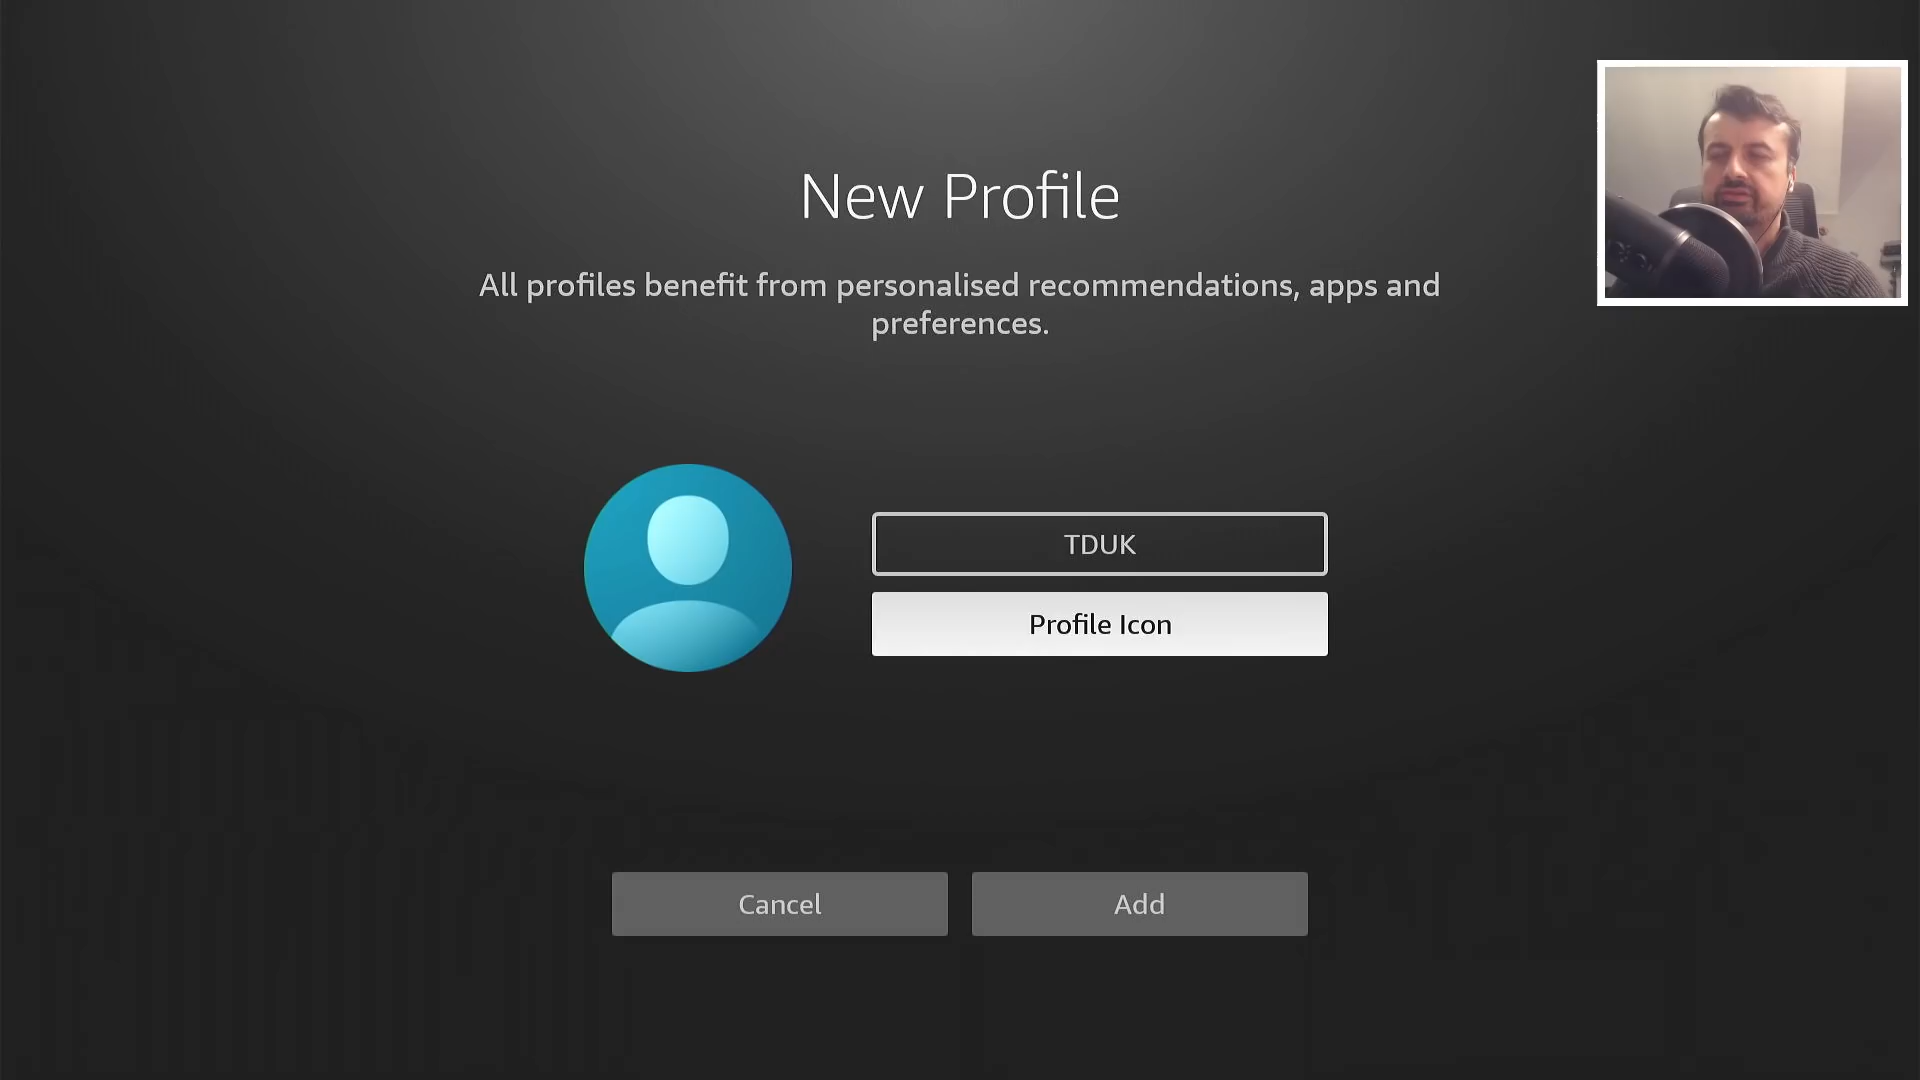 New Profile
All profiles benefit from personalised recommendations, apps and
preferences.
TDUK
Profile Icon
Cancel
Add